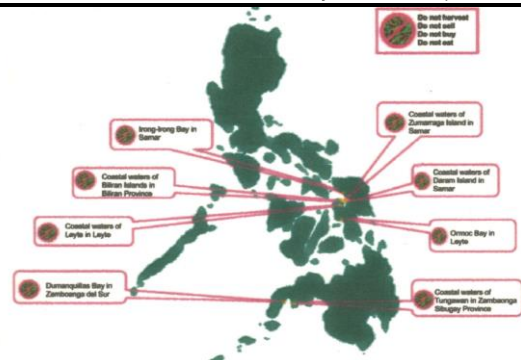 Do not harvest
Do not sell
Do not buy
Do not eat
Irong-Irong Bay in
Samar
Coastal waters of
Zumarraga Island in
Samar
Coastal waters of
Biliran Islands in
Biliran Province
Coastal waters of
Daram Island in
Samar
Coastal waters of
Leyte in Leyte
Ormoc Bay in
Leyte
Dumanquillas Bay in
Zamboanga del Sur
Coastal waters of
Tungawan in Zambaonga
Sibugay Province